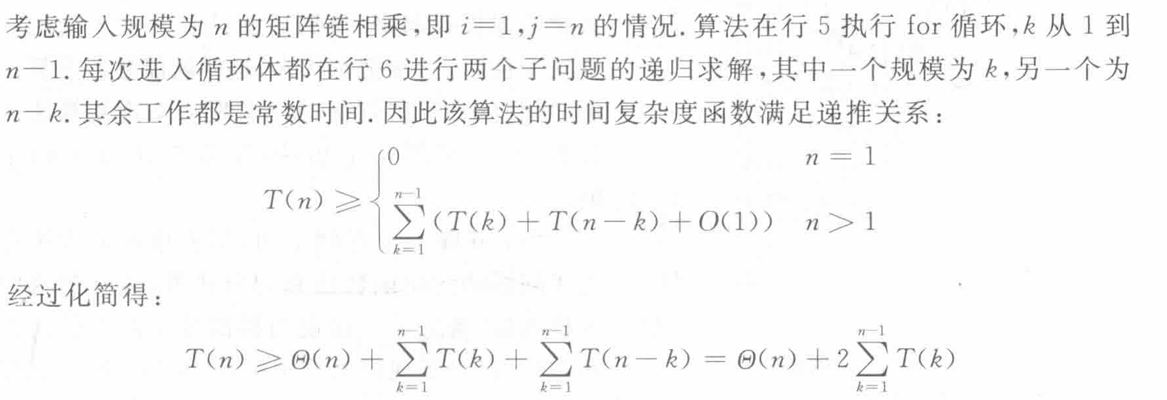 考虑输入规模为 n 的矩阵链相乘,即 i=1,j=n 的情况. 算法在行 5 执行 for 循环,k 从 1 到
n-1. 每次进入循环体都在行 6 进行两个子问题的递归求解,其中一个规模为 k,另一个为
n-k. 其余工作都是常数时间. 因此该算法的时间复杂度函数满足递推关系:
T(n) ≥ { 0 n = 1
∑_{k=1}^{n-1} (T(k) + T(n-k) + O(1)) n > 1
经过化简得:
T(n) ≥ Θ(n) + ∑_{k=1}^{n-1} T(k) + ∑_{k=1}^{n-1} T(n-k) = Θ(n) + 2∑_{k=1}^{n-1} T(k)